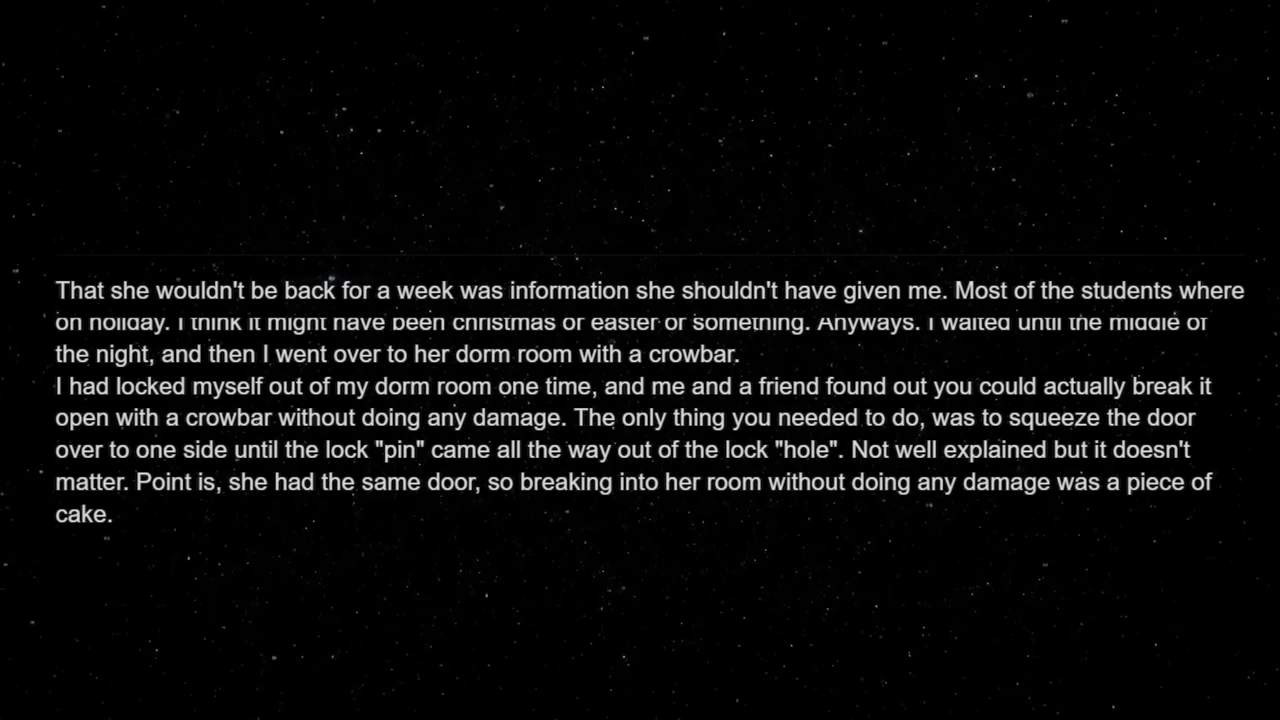 That she wouldn't be back for a week was information she shouldn't have given me. Most of the students where
on holiday. I think it might have been christmas or easter or something. Anyways. I waited until the middle of
the night, and then I went over to her dorm room with a crowbar.
I had locked myself out of my dorm room one time, and me and a friend found out you could actually break it
open with a crowbar without doing any damage. The only thing you needed to do, was to squeeze the door
over to one side until the lock "pin" came all the way out of the lock "hole". Not well explained but it doesn't
matter. Point is, she had the same door, so breaking into her room without doing any damage was a piece of
cake.